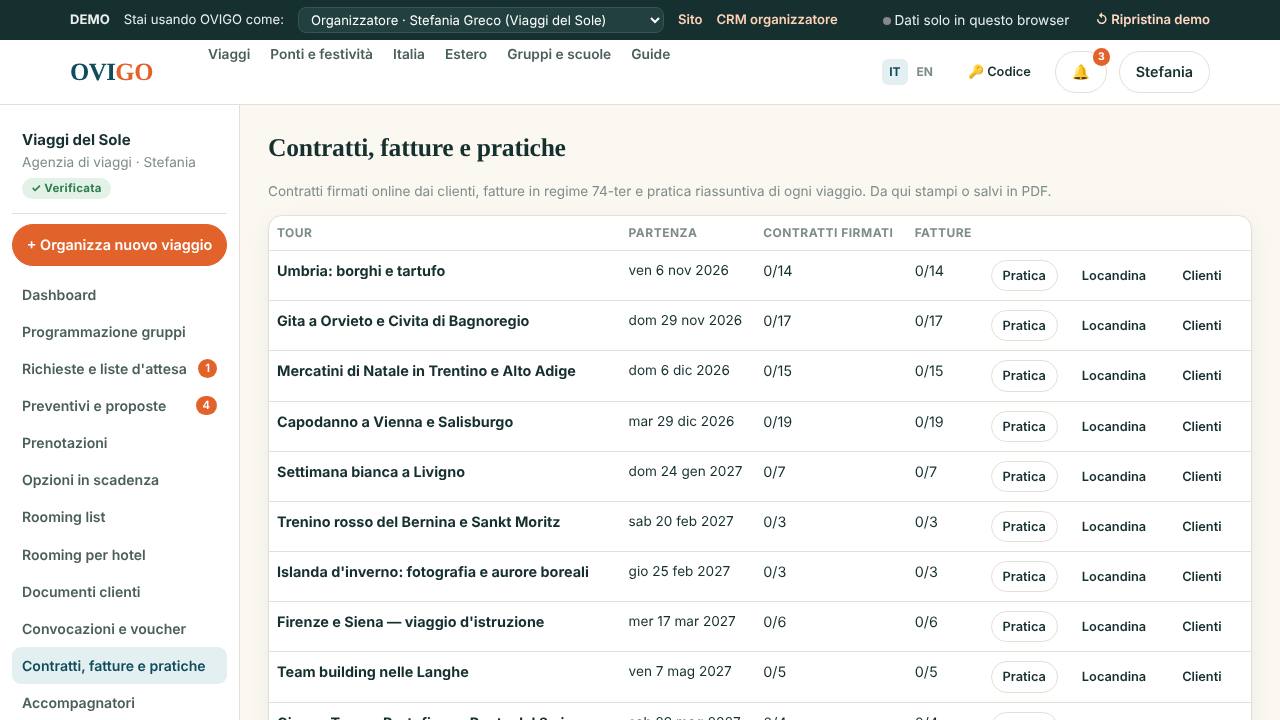 DEMO Stai usando OVIGO come: Organizzatore · Stefania Greco (Viaggi del Sole) Sito CRM organizzatore Dati solo in questo browser ↺ Ripristina demo
OVIGO Viaggi Ponti e festività Italia Estero Gruppi e scuole Guide IT EN 🔑 Codice 🔔 3 Stefania
Viaggi del Sole
Agenzia di viaggi · Stefania
✓ Verificata
+ Organizza nuovo viaggio
Dashboard
Programmazione gruppi
Richieste e liste d'attesa 1
Preventivi e proposte 4
Prenotazioni
Opzioni in scadenza
Rooming list
Rooming per hotel
Documenti clienti
Convocazioni e voucher
Contratti, fatture e pratiche
Accompagnatori
Contratti, fatture e pratiche
Contratti firmati online dai clienti, fatture in regime 74-ter e pratica riassuntiva di ogni viaggio. Da qui stampi o salvi in PDF.
TOUR PARTENZA CONTRATTI FIRMATI FATTURE
Umbria: borghi e tartufo ven 6 nov 2026 0/14 0/14 Pratica Locandina Clienti
Gita a Orvieto e Civita di Bagnoregio dom 29 nov 2026 0/17 0/17 Pratica Locandina Clienti
Mercatini di Natale in Trentino e Alto Adige dom 6 dic 2026 0/15 0/15 Pratica Locandina Clienti
Capodanno a Vienna e Salisburgo mar 29 dic 2026 0/19 0/19 Pratica Locandina Clienti
Settimana bianca a Livigno dom 24 gen 2027 0/7 0/7 Pratica Locandina Clienti
Trenino rosso del Bernina e Sankt Moritz sab 20 feb 2027 0/3 0/3 Pratica Locandina Clienti
Islanda d'inverno: fotografia e aurore boreali gio 25 feb 2027 0/3 0/3 Pratica Locandina Clienti
Firenze e Siena — viaggio d'istruzione mer 17 mar 2027 0/6 0/6 Pratica Locandina Clienti
Team building nelle Langhe ven 7 mag 2027 0/5 0/5 Pratica Locandina Clienti